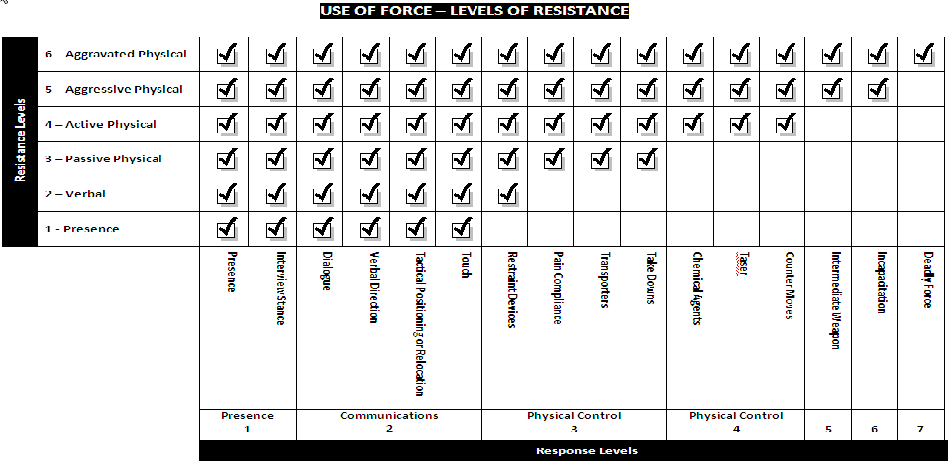 USE OF FORCE – LEVELS OF RESISTANCE
Resistance Levels
6 – Aggravated Physical
5 – Aggressive Physical
4 – Active Physical
3 – Passive Physical
2 – Verbal
1 - Presence
Presence
Interview Stance
Dialogue
Verbal Direction
Tactical Positioning or Relocation
Touch
Restraint Devices
Pain Compliance
Transporters
Take Downs
Chemical Agents
Taser
Counter Moves
Intermediate Weapon
Incapacitation
Deadly Force
Presence
1
Communications
2
Physical Control
3
Physical Control
4
5
6
7
Response Levels